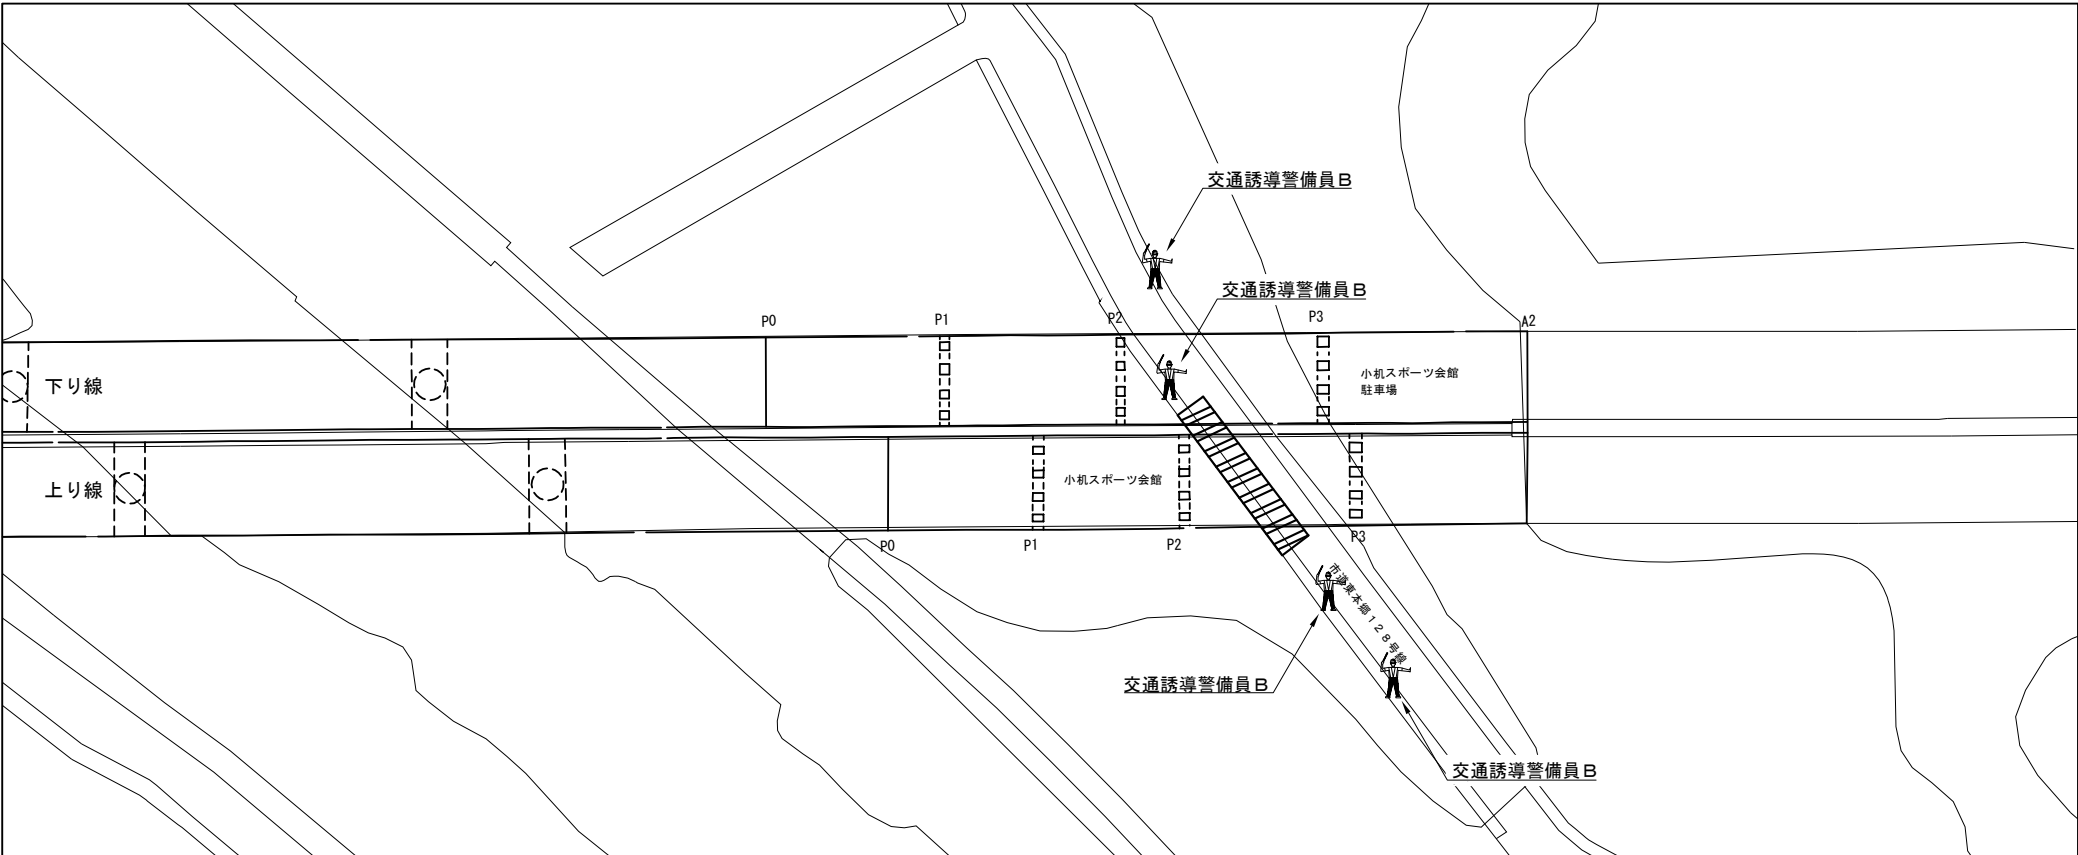 交通誘導警備員B
交通誘導警備員B
P0
P1
P2
P3
A2
下り線
小机スポーツ会館
駐車場
上り線
小机スポーツ会館
P0
P1
P2
P3
市道東本郷128号線
交通誘導警備員B
交通誘導警備員B